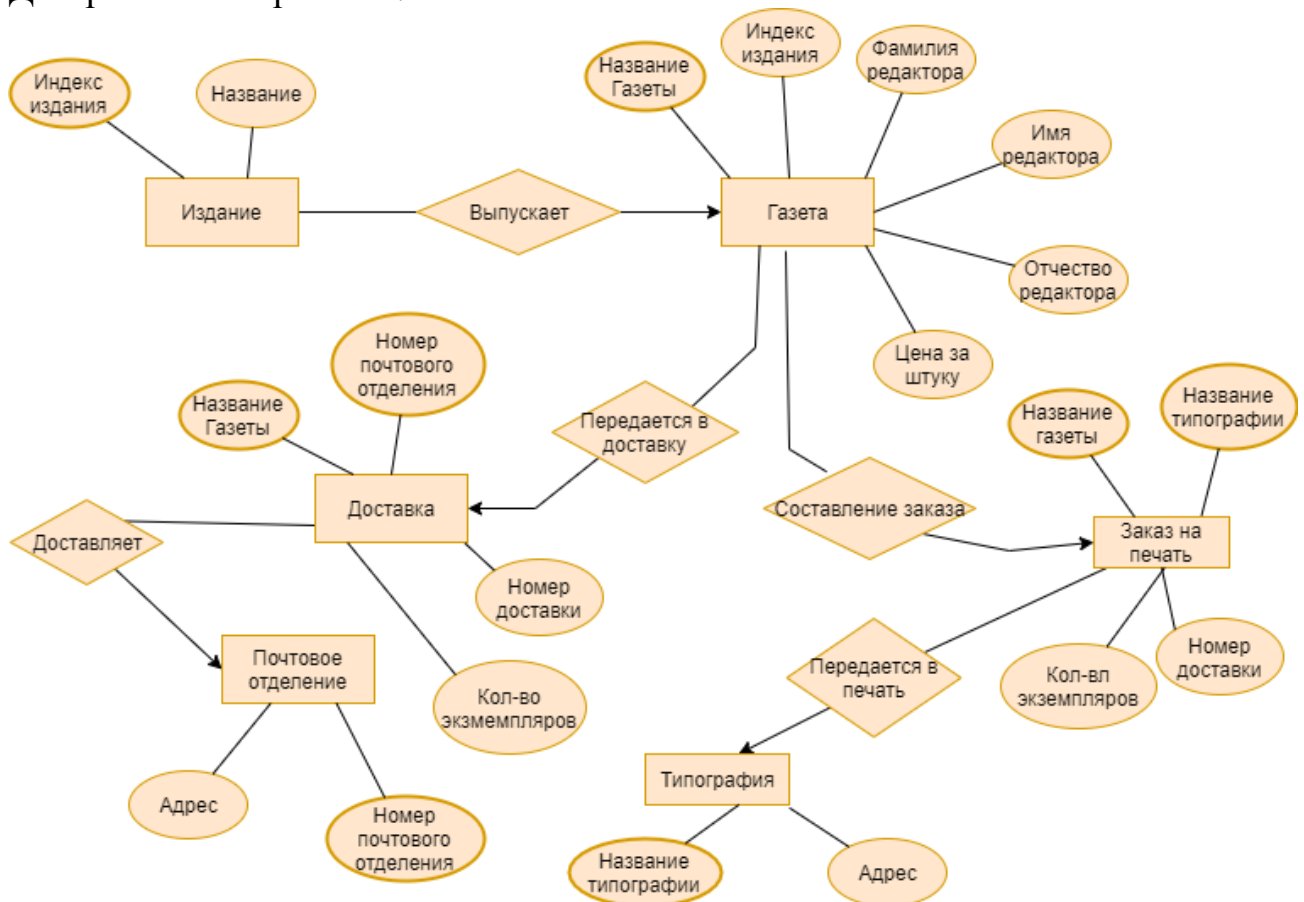 Индекс
издания
Название
Название
Газеты
Индекс
издания
Фамилия
редактора
Имя
редактора
Издание
Выпускает
Газета
Отчество
редактора
Цена за
штуку
Номер
почтового
отделения
Название
Газеты
Передается в
доставку
Название
газеты
Название
типографии
Доставка
Составление заказа
Заказ на
печать
Доставляет
Номер
доставки
Почтовое
отделение
Кол-во
экзмемпляров
Передается в
печать
Кол-вл
экземпляров
Номер
доставки
Адрес
Номер
почтового
отделения
Типография
Название
типографии
Адрес